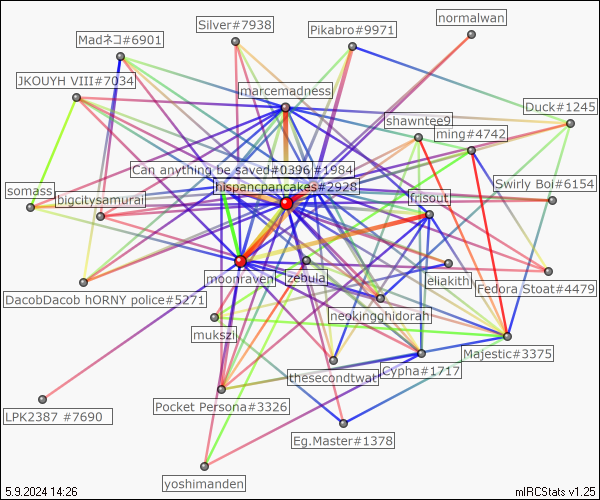 normalwan
Silver#7938
Pikabro#9971
Madネコ#6901
JKOUYH VIII#7034
marcemadness
Duck#1245
shawntee9
ming#4742
Can anything be saved#0396
#1984
hispancpancakes#2928
Swirly Boi#6154
somass
bigcitysamurai
frisout
moonraven
zebula
eliakith
Fedora Stoat#4479
DacobDacob hORNY police#5271
neokingghidorah
mukszi
Majestic#3375
thesecondtwat
Cypha#1717
Pocket Persona#3326
LPK2387 #7690
Eg.Master#1378
yoshimanden
5.9.2024 14:26
mIRCStats v1.25